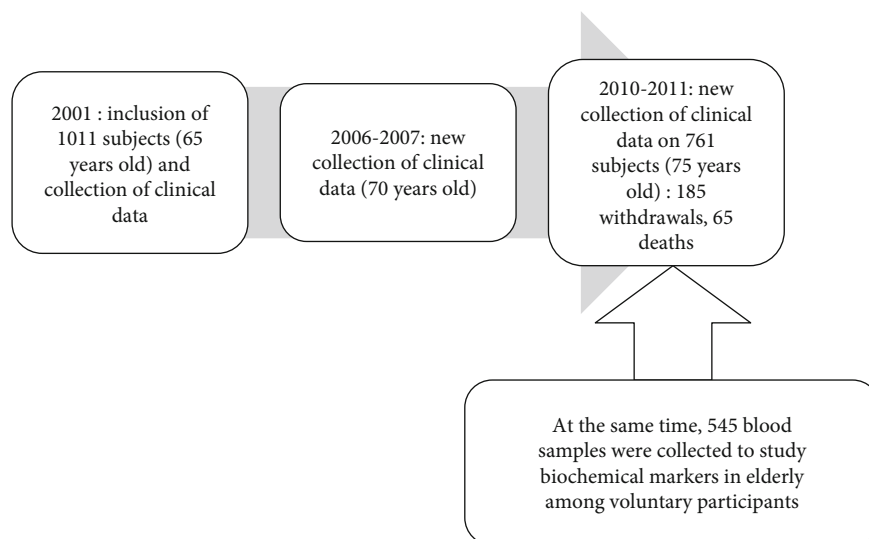 2001 : inclusion of
1011 subjects (65
years old) and
collection of clinical
data
2006-2007: new
collection of clinical
data (70 years old)
2010-2011: new
collection of clinical
data on 761
subjects (75 years
old) : 185
withdrawals, 65
deaths
At the same time, 545 blood
samples were collected to study
biochemical markers in elderly
among voluntary participants